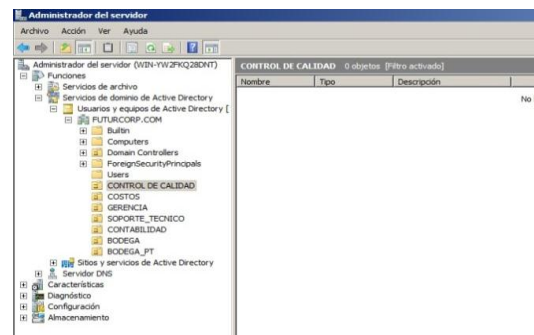 Administrador del servidor
Archivo Acción Ver Ayuda
Administrador del servidor (WIN-YW2FKQ28DNT)
Funciones
Servicios de archivo
Servicios de dominio de Active Directory
Usuarios y equipos de Active Directory [
FUTURCORP.COM
Builtin
Computers
Domain Controllers
ForeignSecurityPrincipals
Users
CONTROL DE CALIDAD
COSTOS
GERENCIA
SOPORTE_TECNICO
CONTABILIDAD
BODEGA
BODEGA_PT
Sitios y servicios de Active Directory
Servidor DNS
Características
Diagnóstico
Configuración
Almacenamiento
CONTROL DE CALIDAD 0 objetos [Filtro activado]
Nombre Tipo Descripción
No